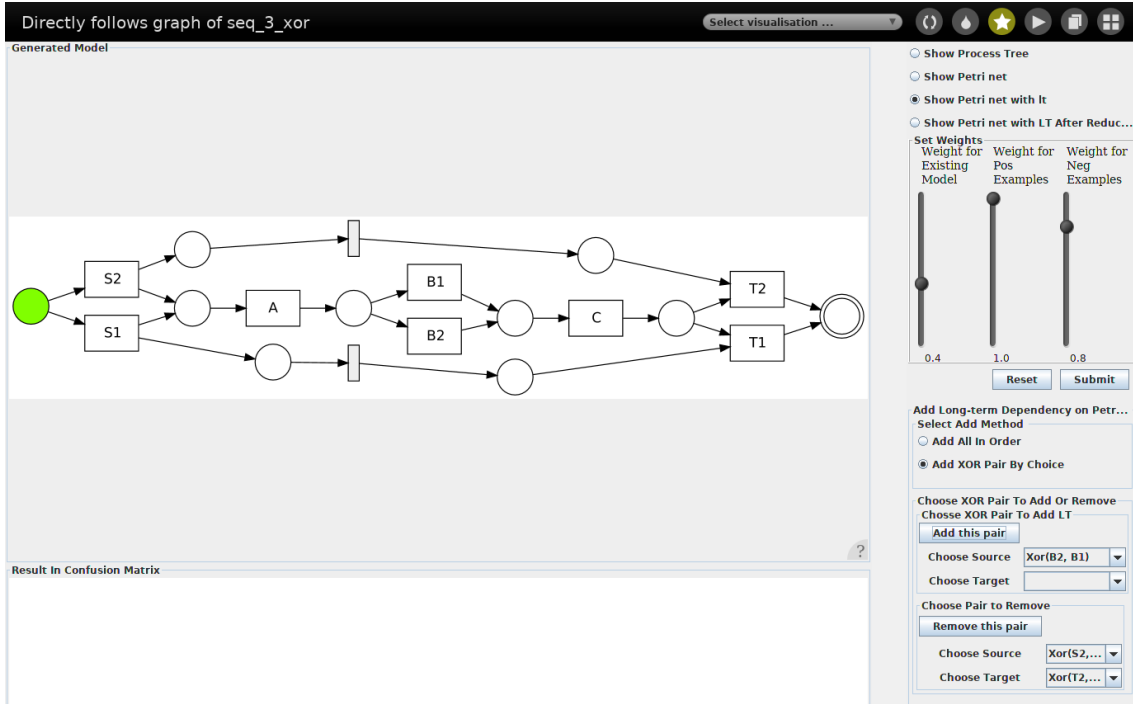 Directly follows graph of seq_3_xor
Select visualisation ...
Generated Model
S2
S1
A
B1
B2
C
T2
T1
?
Result In Confusion Matrix
Show Process Tree
Show Petri net
Show Petri net with lt
Show Petri net with LT After Reduc...
Set Weights
Weight for Existing Model
Weight for Pos Examples
Weight for Neg Examples
0.4
1.0
0.8
Reset
Submit
Add Long-term Dependency on Petr...
Select Add Method
Add All In Order
Add XOR Pair By Choice
Choose XOR Pair To Add Or Remove
Chosse XOR Pair To Add LT
Add this pair
Choose Source Xor(B2, B1)
Choose Target
Choose Pair to Remove
Remove this pair
Choose Source Xor(S2,...
Choose Target Xor(T2,...